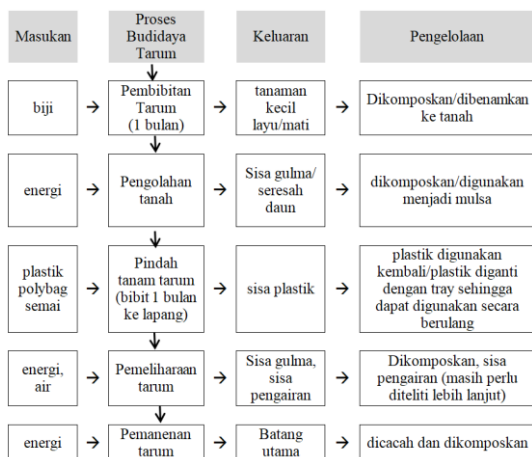 Masukan
Proses
Budidaya
Tarum
Keluaran
Pengelolaan
biji
→
Pembibitan
Tarum
(1 bulan)
→
tanaman
kecil
layu/mati
→
Dikomposkan/dibenamkan
ke tanah
energi
→
Pengolahan
tanah
→
Sisa gulma/
seresah
daun
→
dikomposkan/digunakan
menjadi mulsa
plastik
polybag
semai
→
Pindah
tanam tarum
(bibit 1 bulan
ke lapang)
→
sisa plastik
→
plastik digunakan
kembali/plastik diganti
dengan tray sehingga
dapat digunakan secara
berulang
energi,
air
→
Pemeliharaan
tarum
→
Sisa gulma,
sisa
pengairan
→
Dikomposkan, sisa
pengairan (masih perlu
diteliti lebih lanjut)
energi
→
Pemanenan
tarum
→
Batang
utama
→
dicacah dan dikomposkan